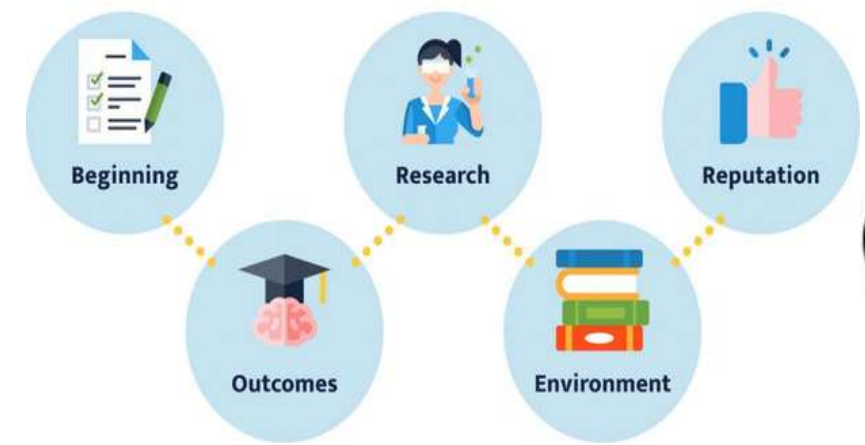 Beginning
Research
Reputation
Outcomes
Environment